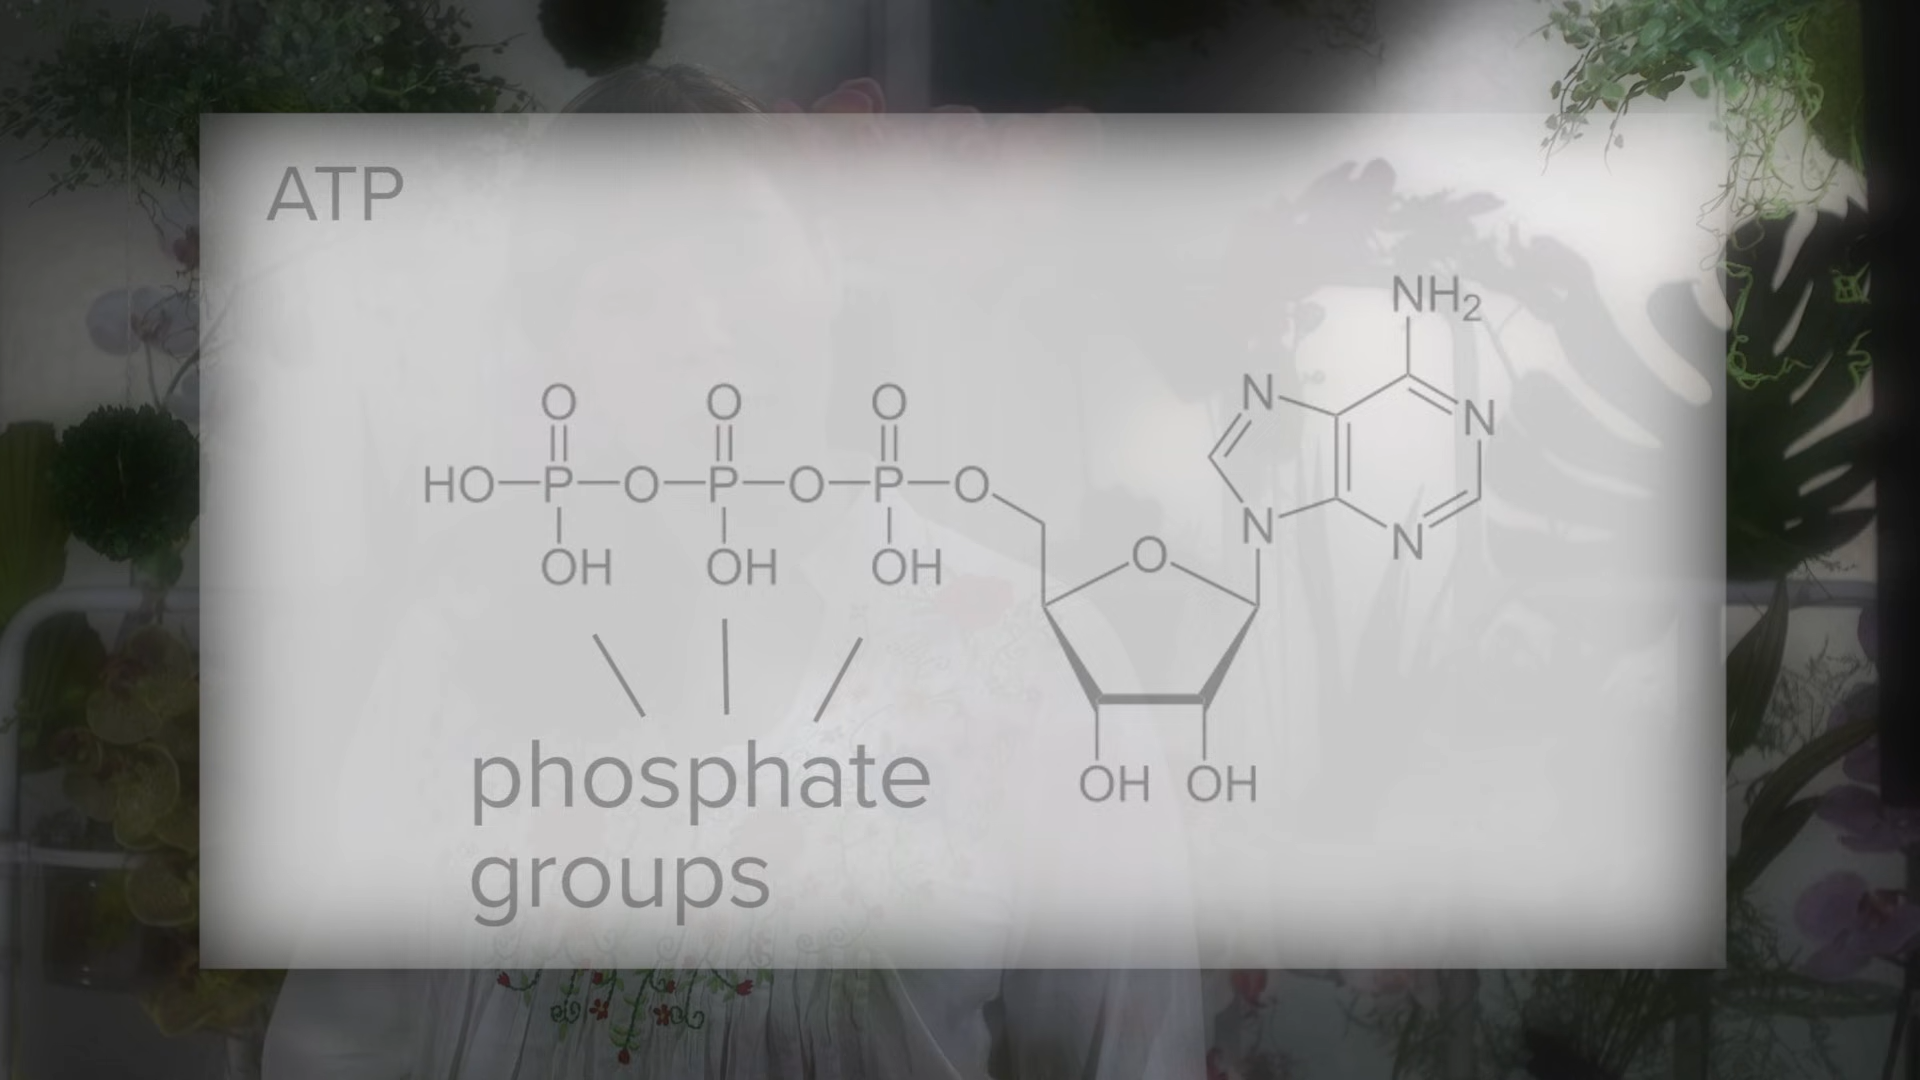 ATP
NH₂
O O O N N
HO P O P O P O
OH OH OH O N N
phosphate
groups
OH OH